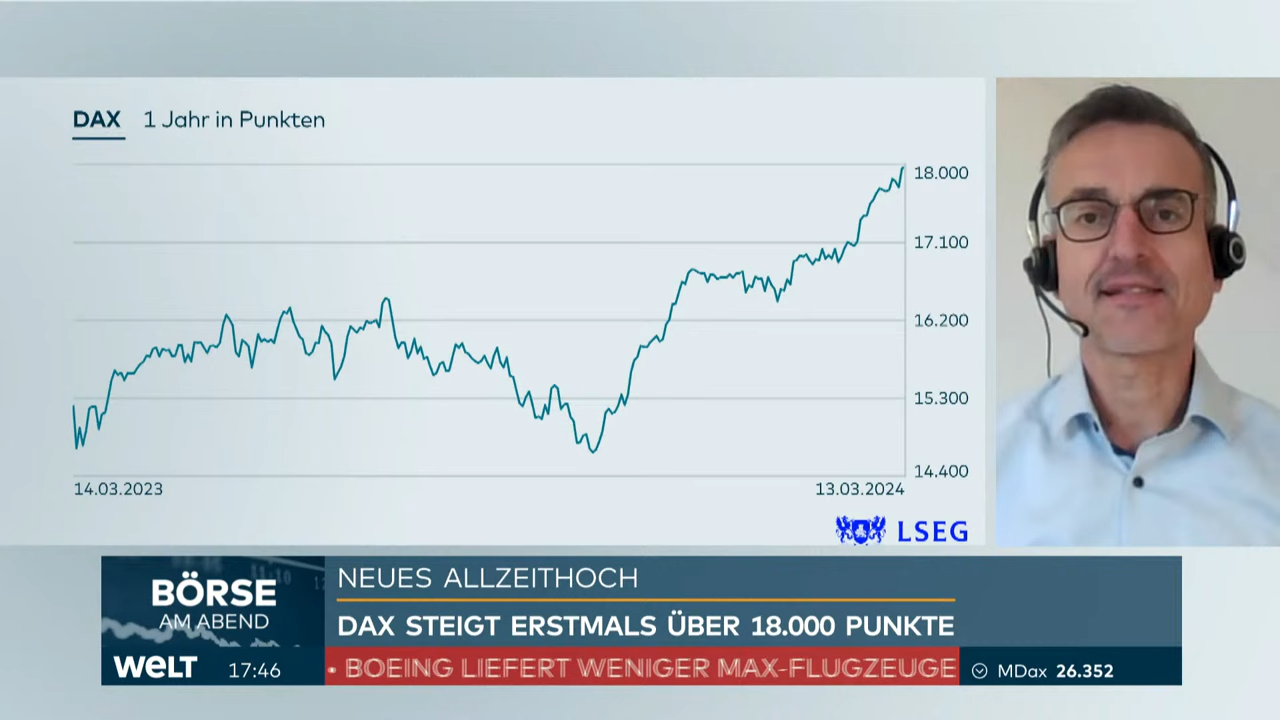 DAX 1 Jahr in Punkten
18.000
17.100
16.200
15.300
14.400
14.03.2023
13.03.2024
LSEG
BÖRSE
AM ABEND
NEUES ALLZEITHOCH
DAX STEIGT ERSTMALS ÜBER 18.000 PUNKTE
WELT 17:46
• BOEING LIEFERT WENIGER MAX-FLUGZEUGE
MDax 26.352